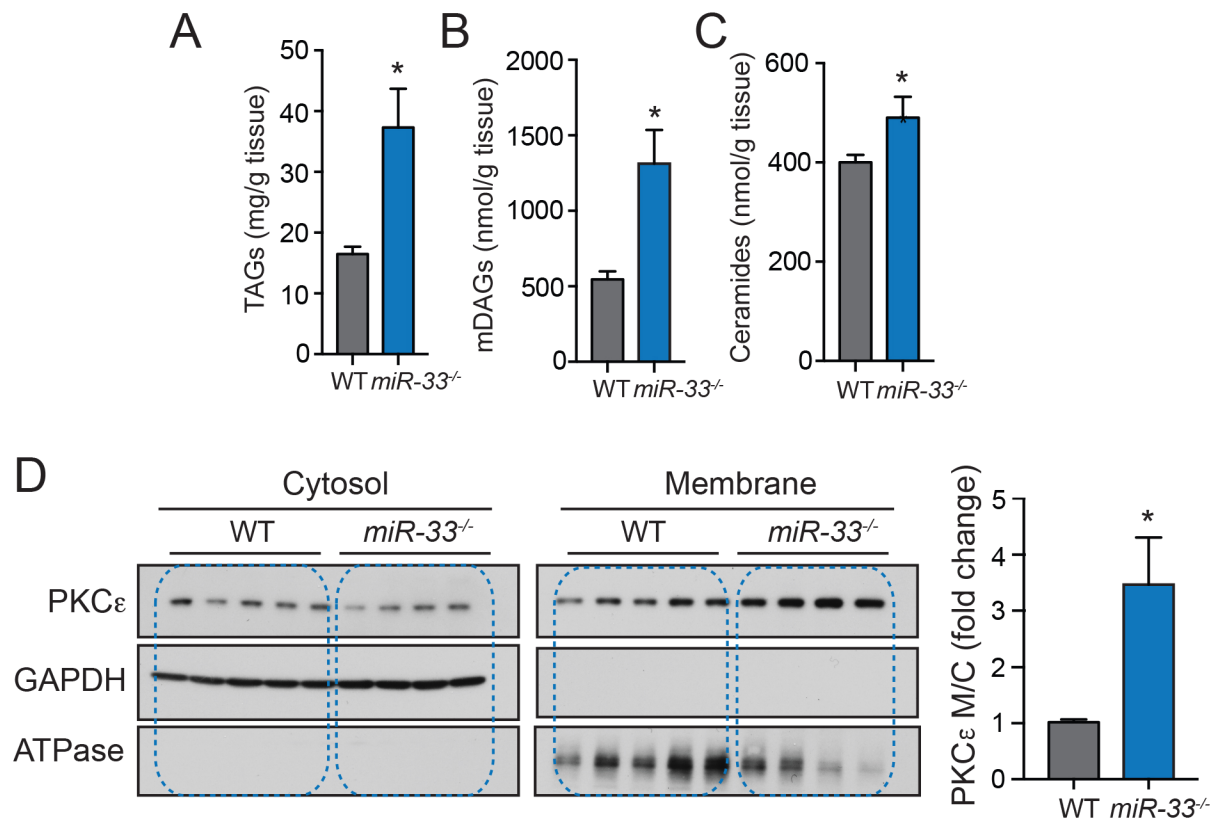 A
TAGs (mg/g tissue)
50
40
30
20
10
0
*
WT miR-33-/-
B
mDAGs (nmol/g tissue)
2000
1500
1000
500
0
*
WT miR-33-/-
C
Ceramides (nmol/g tissue)
600
400
200
0
*
*
WT miR-33-/-
D
Cytosol
WT miR-33-/-
Membrane
WT miR-33-/-
PKCε
GAPDH
ATPase
PKCε M/C (fold change)
5
4
3
2
1
0
*
WT miR-33-/-